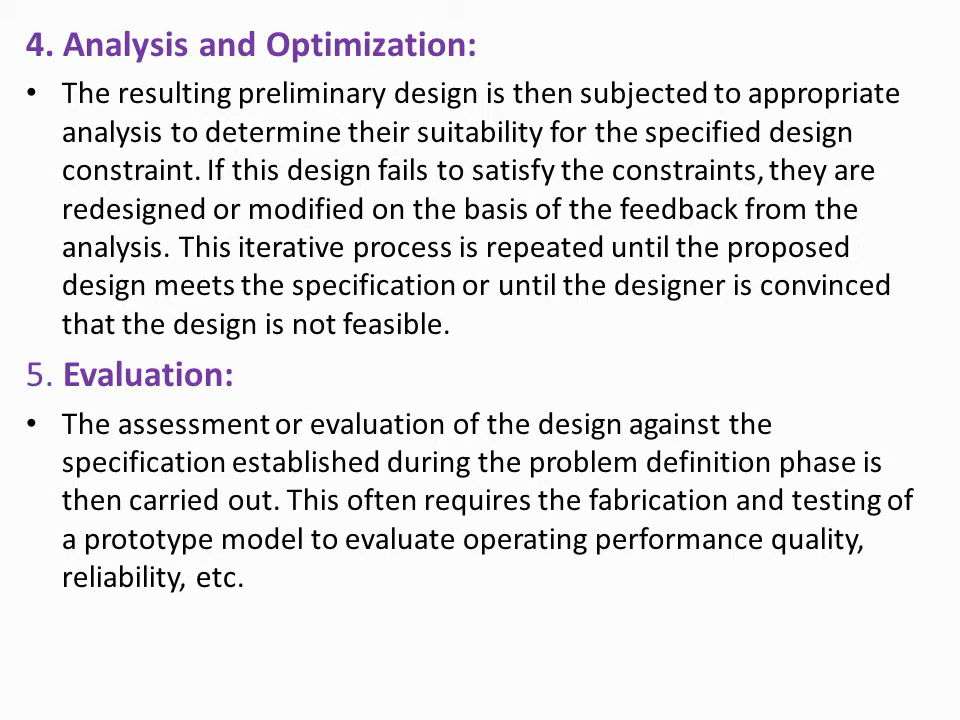 4. Analysis and Optimization:
• The resulting preliminary design is then subjected to appropriate
analysis to determine their suitability for the specified design
constraint. If this design fails to satisfy the constraints, they are
redesigned or modified on the basis of the feedback from the
analysis. This iterative process is repeated until the proposed
design meets the specification or until the designer is convinced
that the design is not feasible.
5. Evaluation:
• The assessment or evaluation of the design against the
specification established during the problem definition phase is
then carried out. This often requires the fabrication and testing of
a prototype model to evaluate operating performance quality,
reliability, etc.